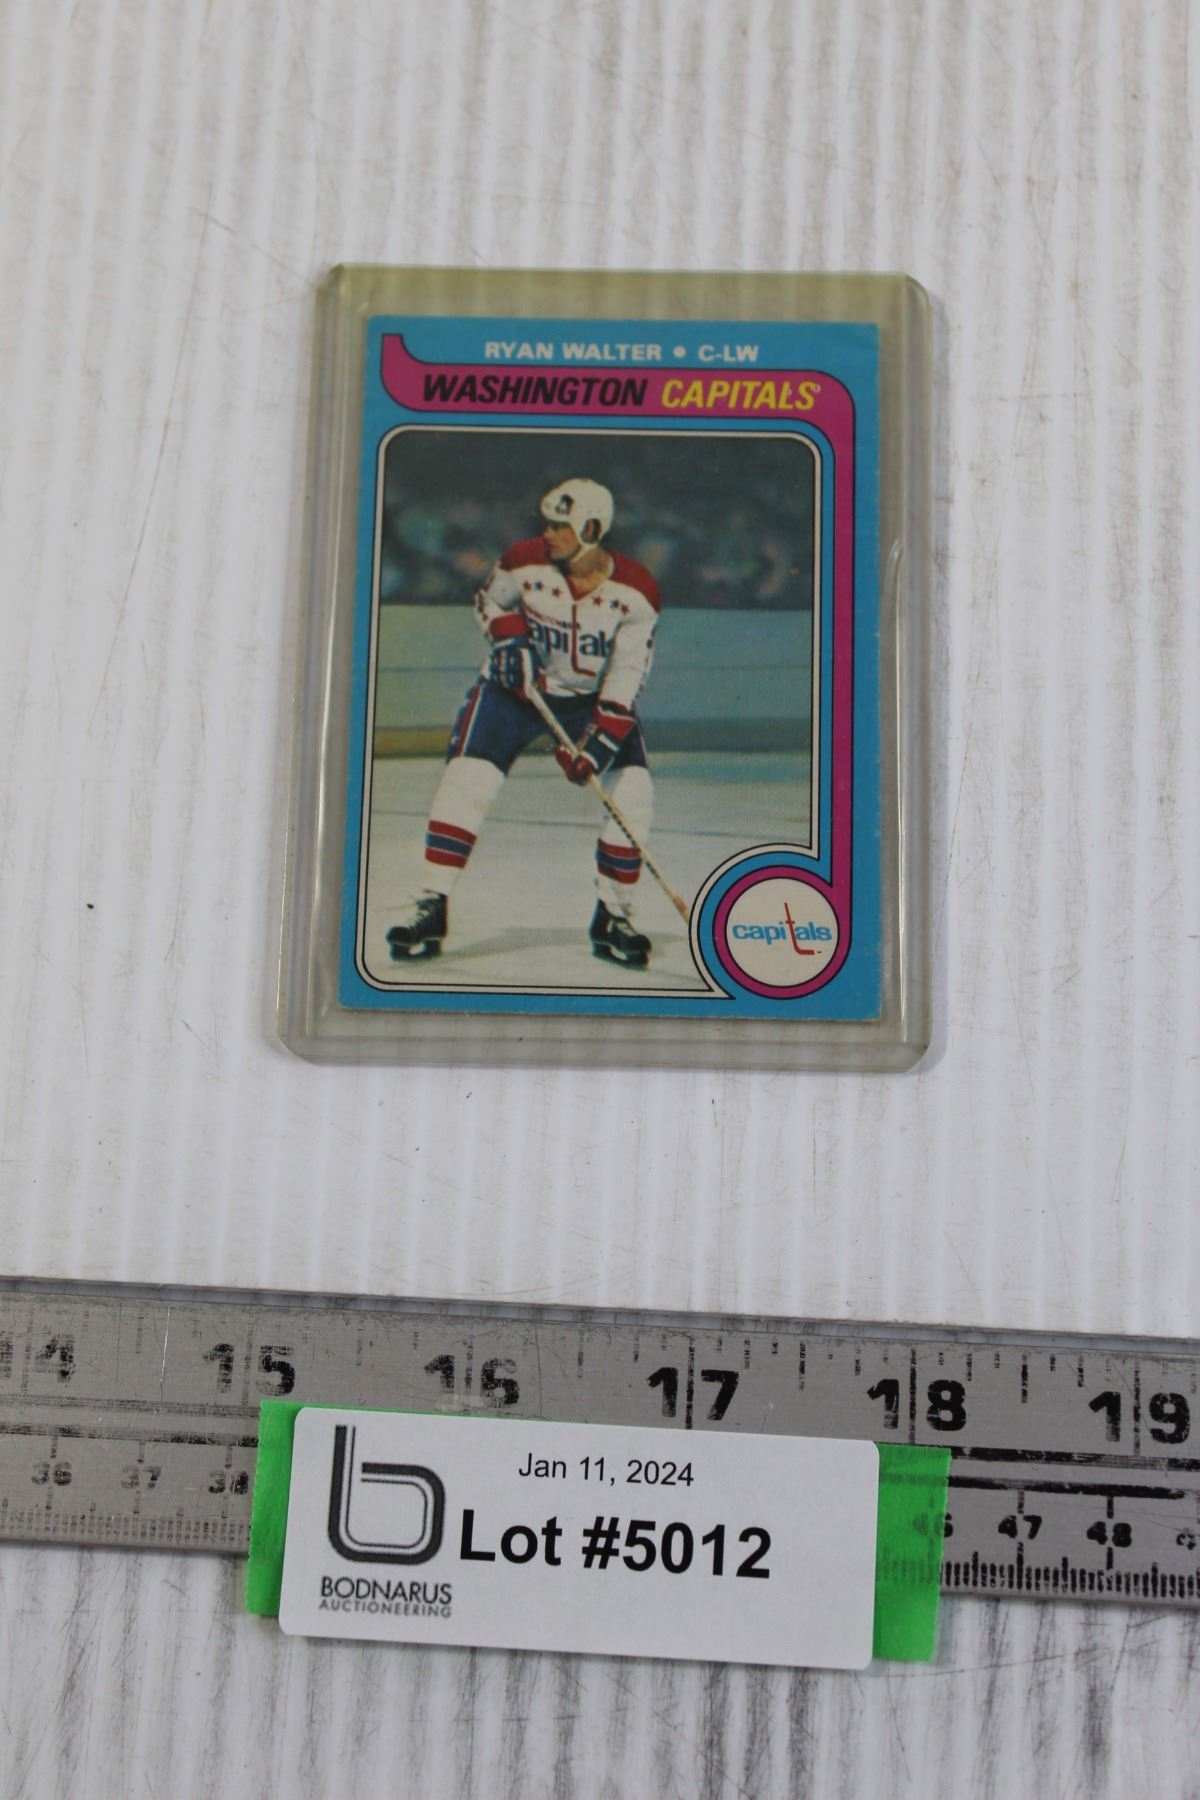 RYAN WALTER • C-LW
WASHINGTON CAPITALS
capitals
capitals
15 16 17 18 19
36 37 38 46 47 48
Jan 11, 2024
Lot #5012
b
BODNARUS
AUCTIONEERING